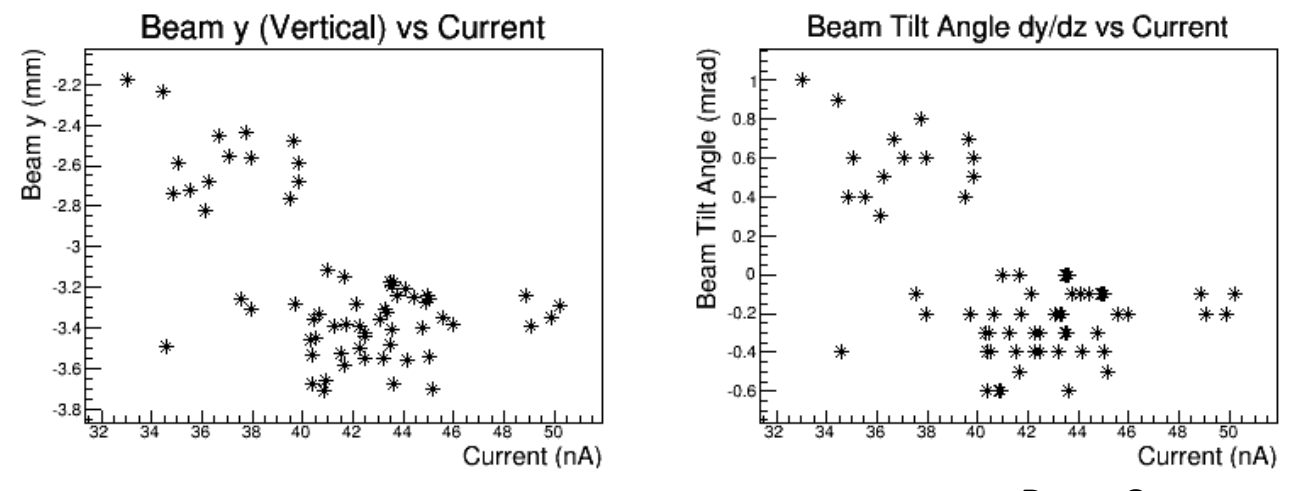 Beam y (Vertical) vs Current
Beam y (mm)
-2.2
-2.4
-2.6
-2.8
-3
-3.2
-3.4
-3.6
-3.8
32 34 36 38 40 42 44 46 48 50
Current (nA)
Beam Tilt Angle dy/dz vs Current
Beam Tilt Angle (mrad)
1
0.8
0.6
0.4
0.2
0
-0.2
-0.4
-0.6
32 34 36 38 40 42 44 46 48 50
Current (nA)